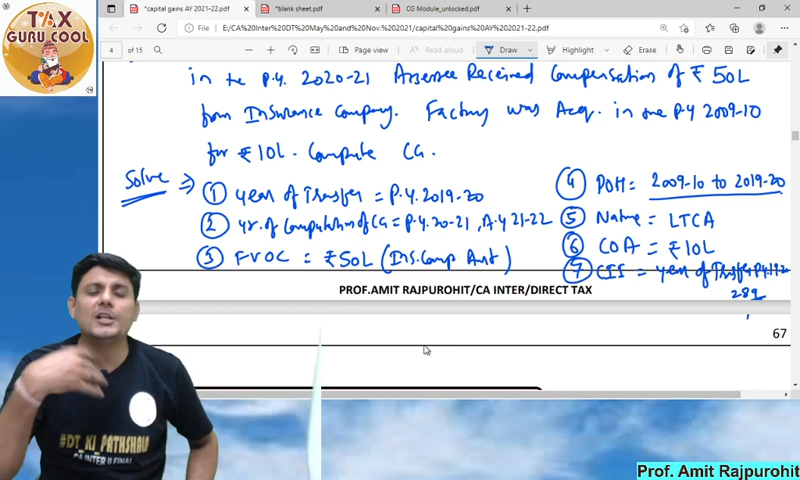 TAX
GURU COOL
*capital gains AY 2021-22.pdf
*blank sheet.pdf
CG Module_unlocked.pdf
File
E:/CA%20Inter%20DT%20May%20and%20Nov.%202021/capital%20gains%20AY%202021-22.pdf
4 of 15
Page view
Read aloud
Draw
Highlight
Erase
in the P.Y. 2020-21 Assessee Received Compensation of ₹ 50L
from Insurance Company. Factory was Acq. in the P.Y 2009-10
for ₹ 10L. Compute CG.
Solve ⇒ ① year of Transfer = P.Y. 2019-20
② yr. of Computation of CG = P.Y. 20-21, A.Y 21-22
③ FVOC = ₹50L (Ins. Comp Amt)
④ POH = 2009-10 to 2019-20
⑤ Nature = LTCA
⑥ COA = ₹10L
⑦ CII = year of Transfer P.Y. 19-20
289
PROF.AMIT RAJPUROHIT/CA INTER/DIRECT TAX
67
#DT KI PATHSHALA
CA INTER & FINAL
Prof. Amit Rajpurohit